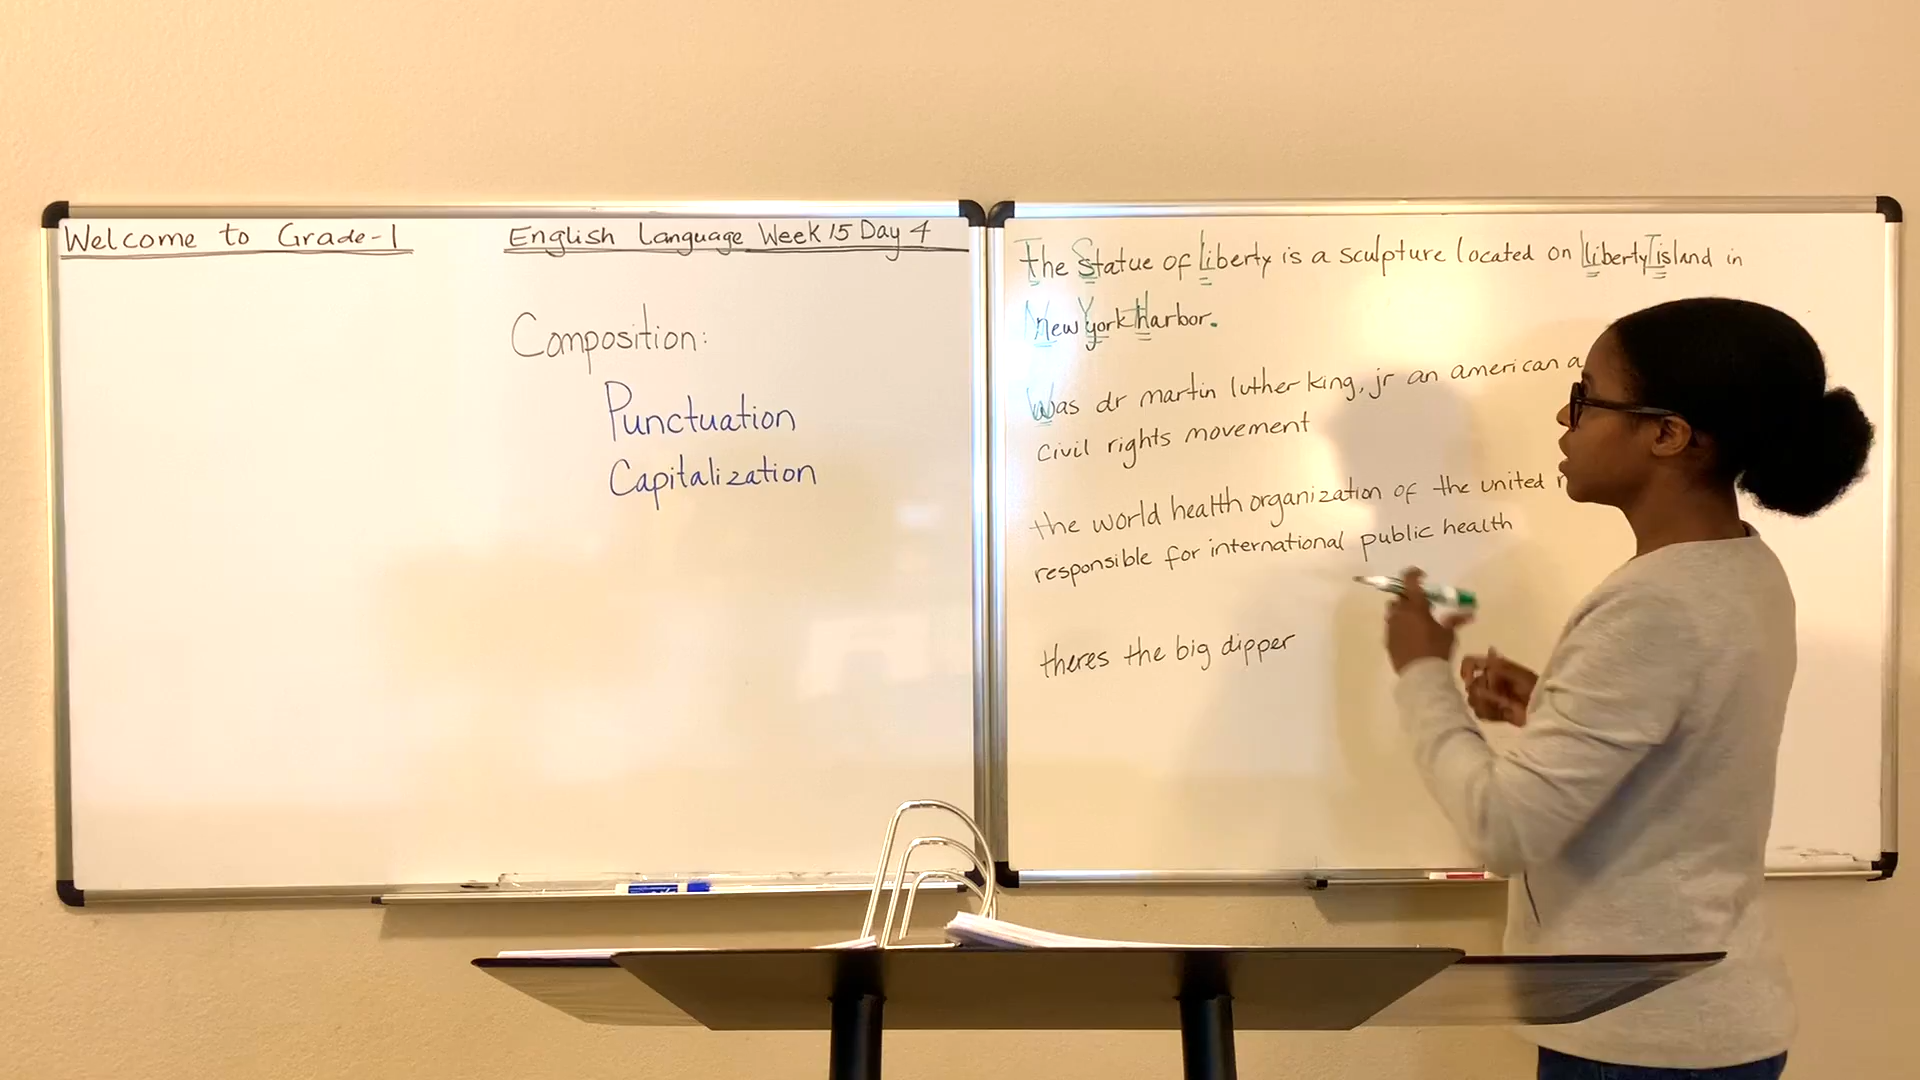 Welcome to Grade-1
English Language Week 15 Day 4
Composition:
Punctuation
Capitalization
The Statue of Liberty is a sculpture located on Liberty Island in
New York Harbor.
Was dr martin luther king, jr an american
civil rights movement
the world health organization of the united
responsible for international public health
theres the big dipper